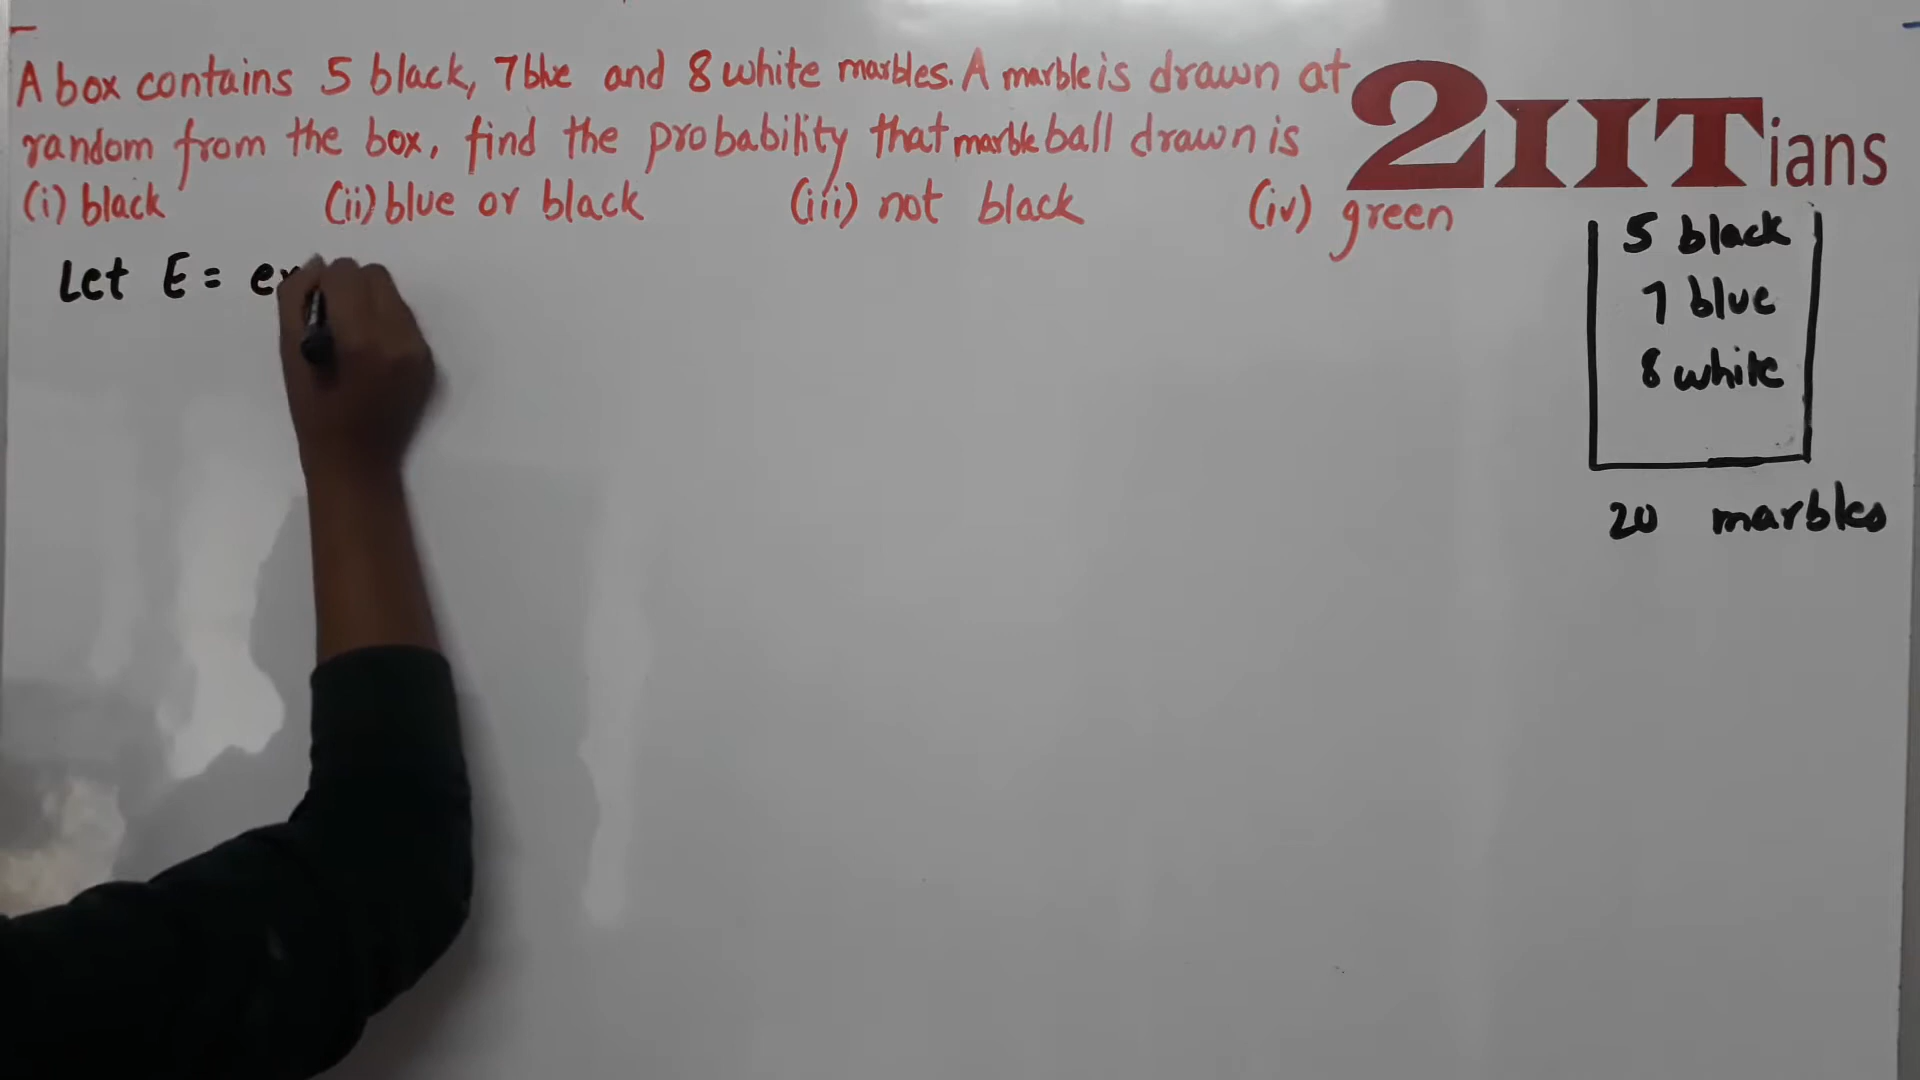 A box contains 5 black, 7 blue and 8 white marbles. A marble is drawn at
random from the box, find the probability that marble ball drawn is
(i) black (ii) blue or black (iii) not black (iv) green
2IITians
Let E =
5 black
7 blue
8 white
20 marbles